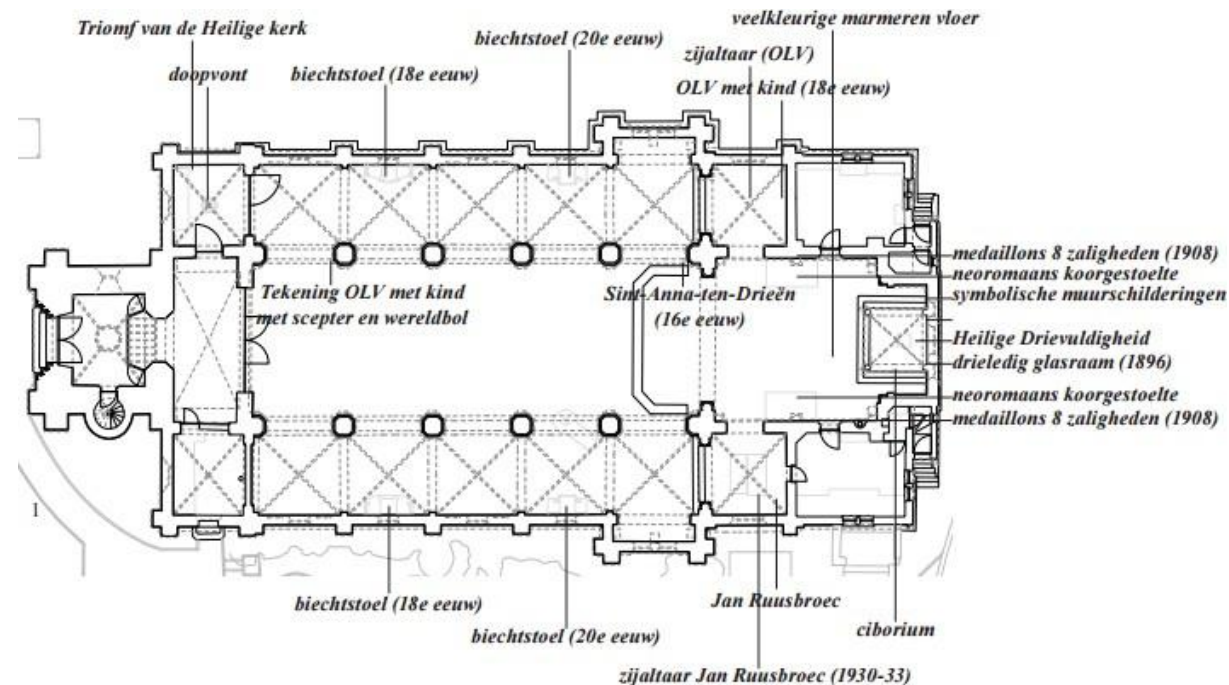 veelkleurige marmeren vloer
Triomf van de Heilige kerk
biechtstoel (20e eeuw)
zijaltaar (OLV)
doopvont
biechtstoel (18e eeuw)
OLV met kind (18e eeuw)
medaillons 8 zaligheden (1908)
neoromaans koorgestoelte
Tekening OLV met kind
met scepter en wereldbol
Sint-Anna-ten-Drieën
(16e eeuw)
symbolische muurschilderingen
Heilige Drievuldigheid
drieledig glasraam (1896)
neoromaans koorgestoelte
medaillons 8 zaligheden (1908)
1
biechtstoel (18e eeuw)
Jan Ruusbroec
biechtstoel (20e eeuw)
ciborium
zijaltaar Jan Ruusbroec (1930-33)